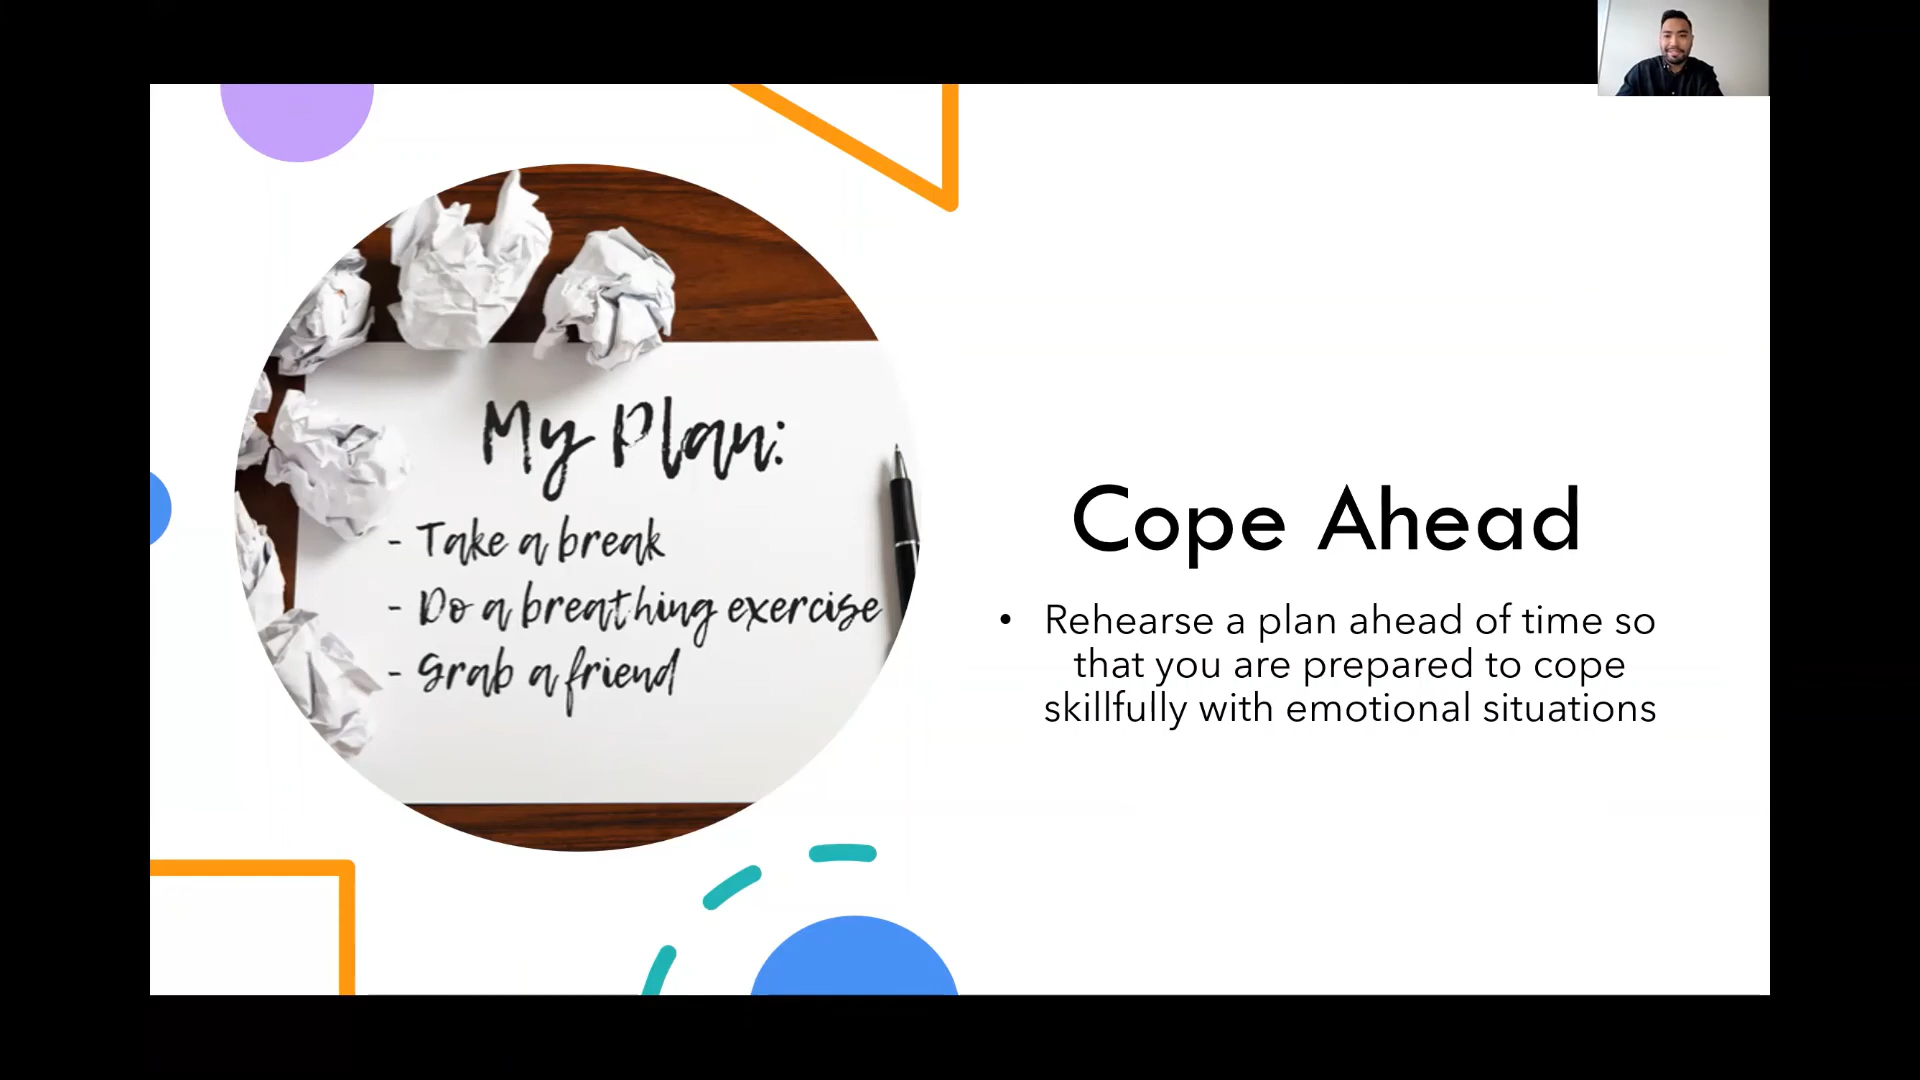 My Plan:
- Take a break
- Do a breathing exercise
- Grab a friend
Cope Ahead
• Rehearse a plan ahead of time so
that you are prepared to cope
skillfully with emotional situations